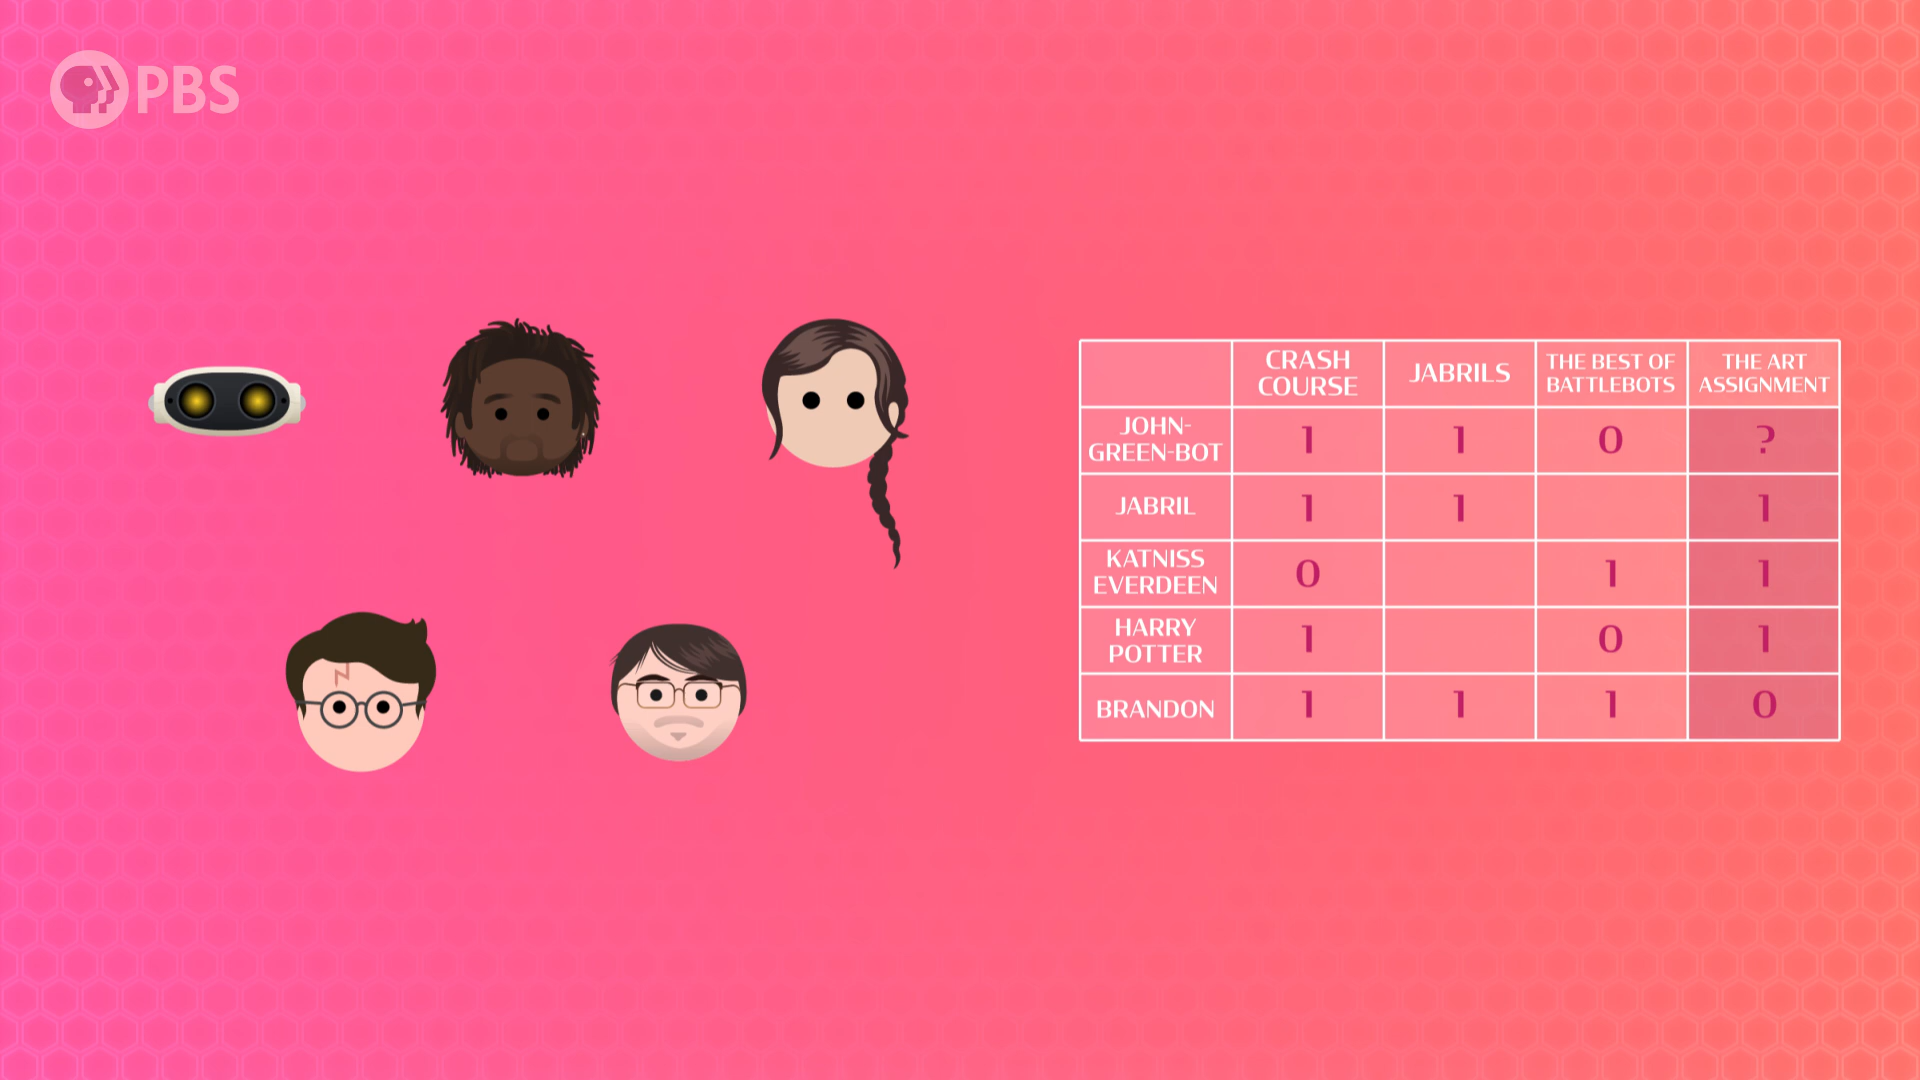 PBS
CRASH
COURSE
JABRILS
THE BEST OF
BATTLEBOTS
THE ART
ASSIGNMENT
JOHN-
GREEN-BOT
1 1 0 ?
JABRIL
1 1 1
KATNISS
EVERDEEN
0 1 1
HARRY
POTTER
1 0 1
BRANDON
1 1 1 0